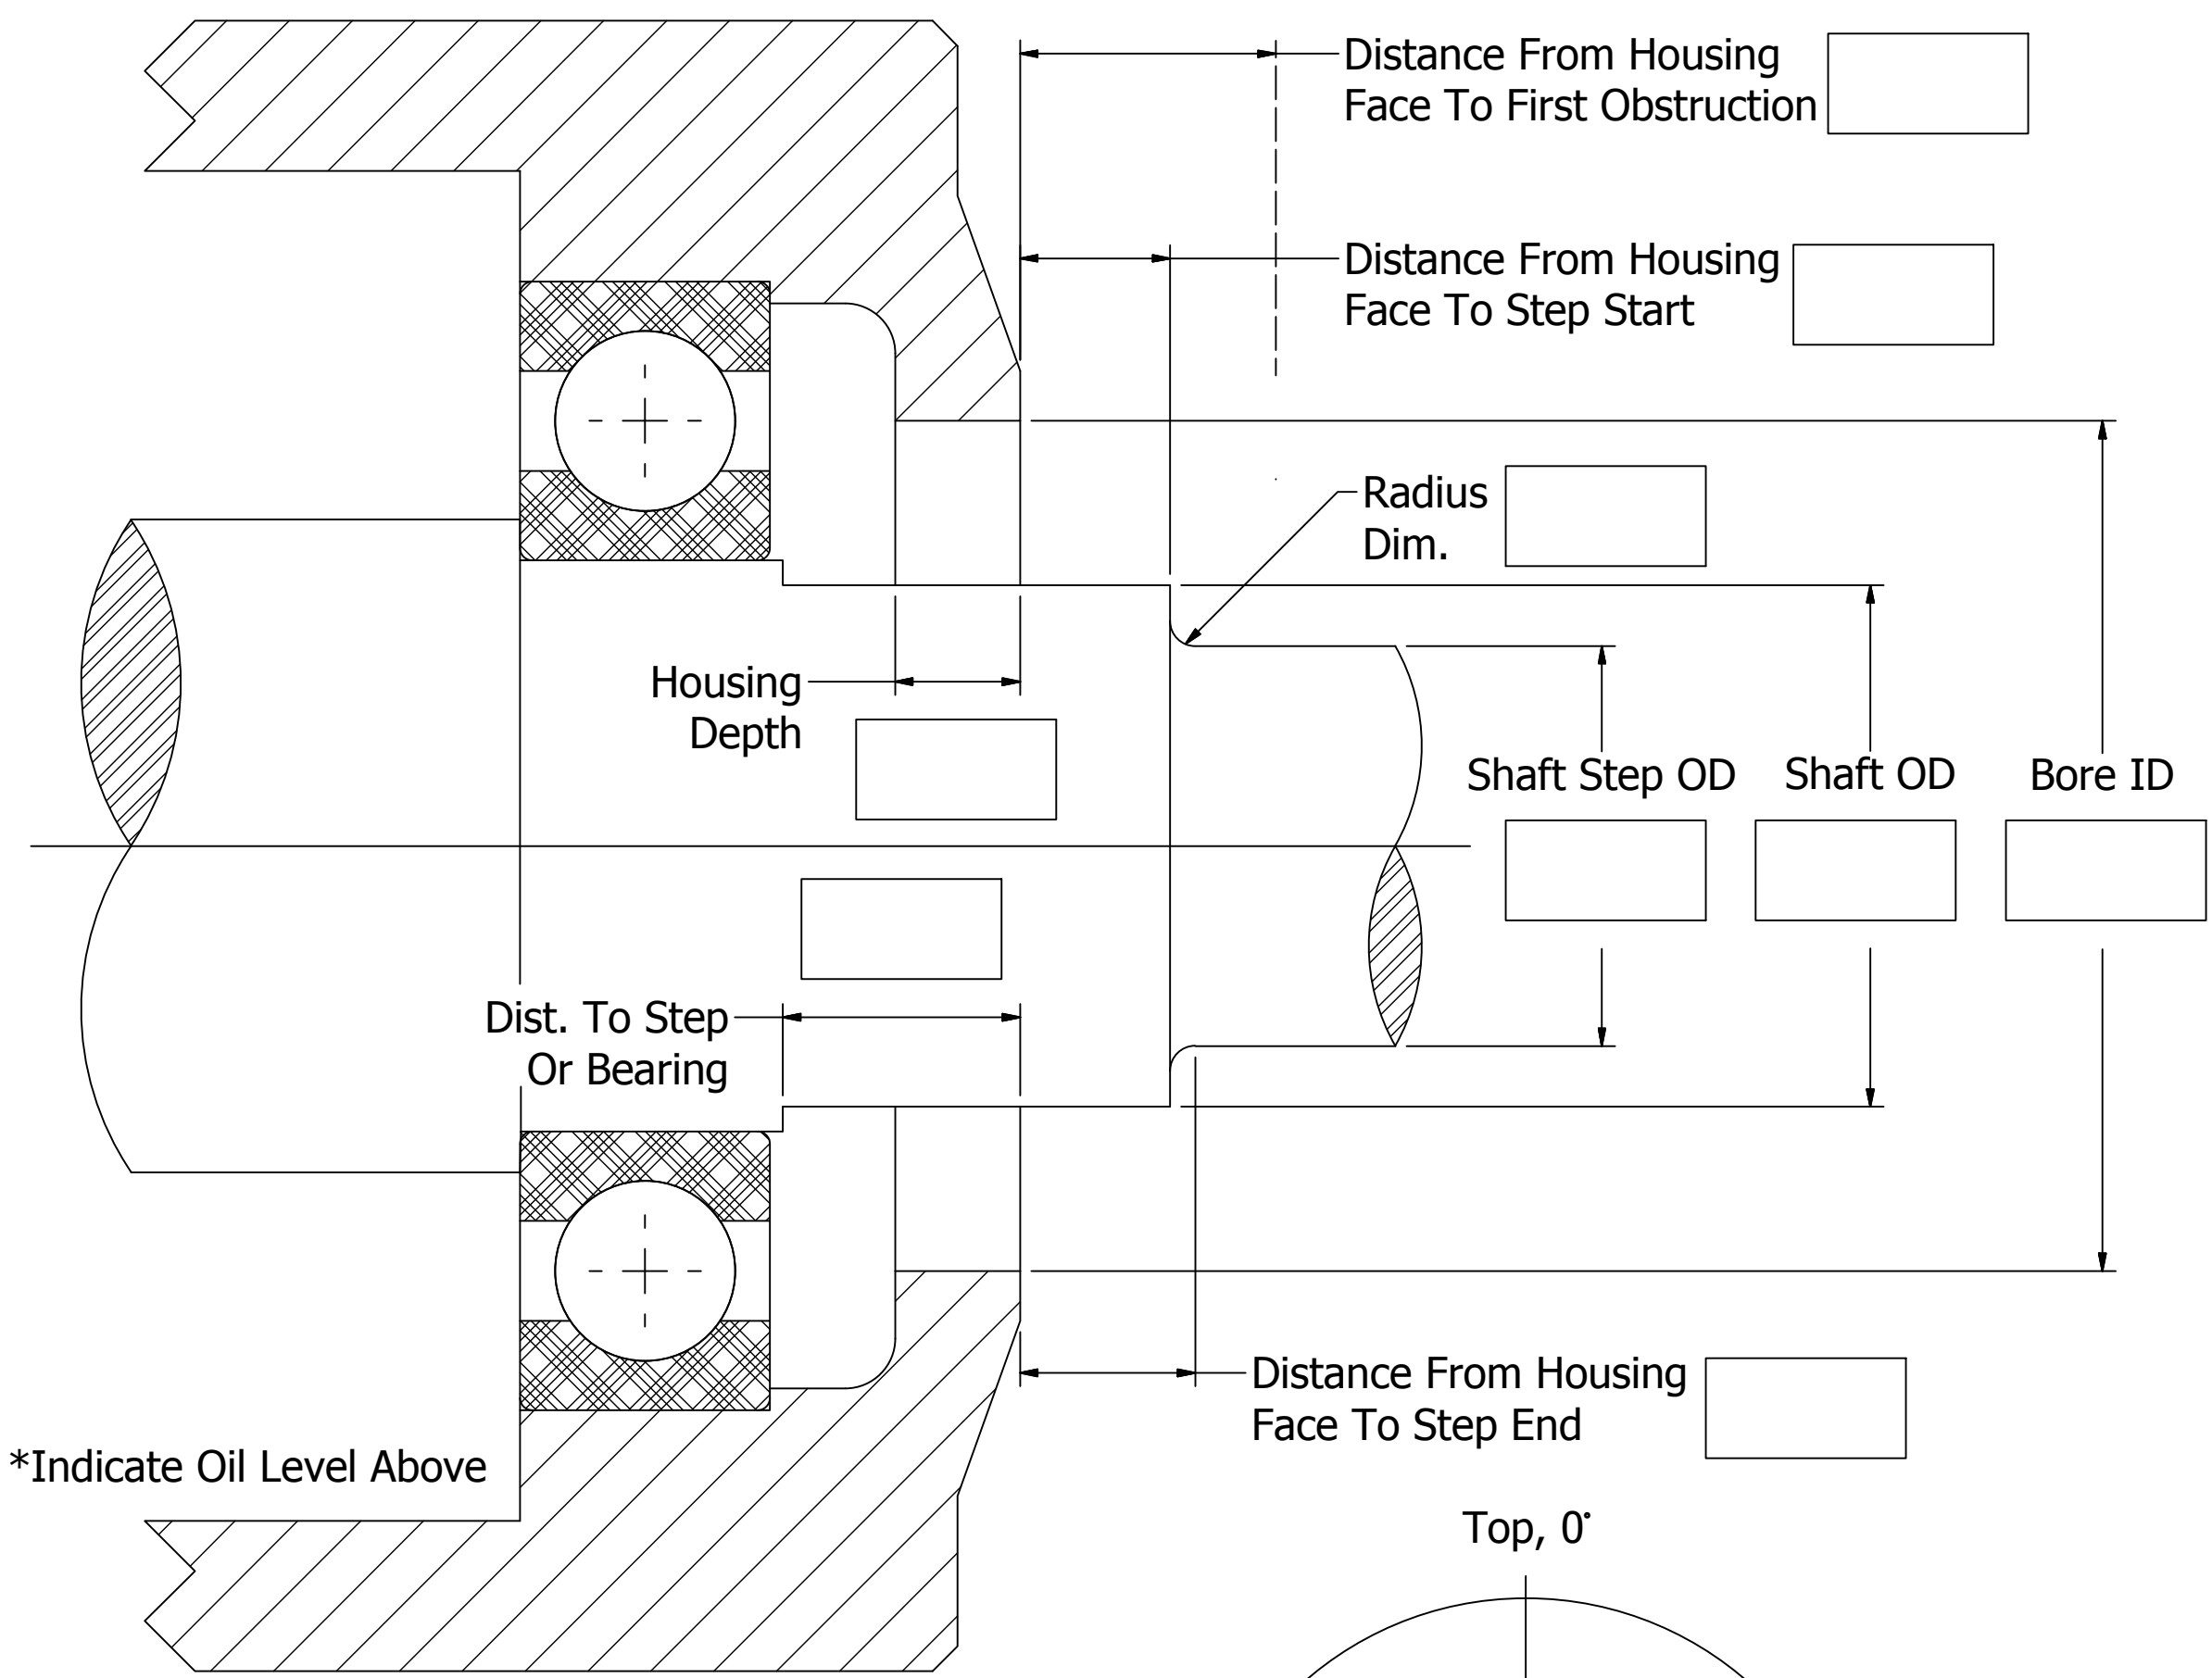 Distance From Housing
Face To First Obstruction
Distance From Housing
Face To Step Start
Radius
Dim.
Housing
Depth
Shaft Step OD
Shaft OD
Bore ID
Dist. To Step
Or Bearing
Distance From Housing
Face To Step End
*Indicate Oil Level Above
Top, 0°